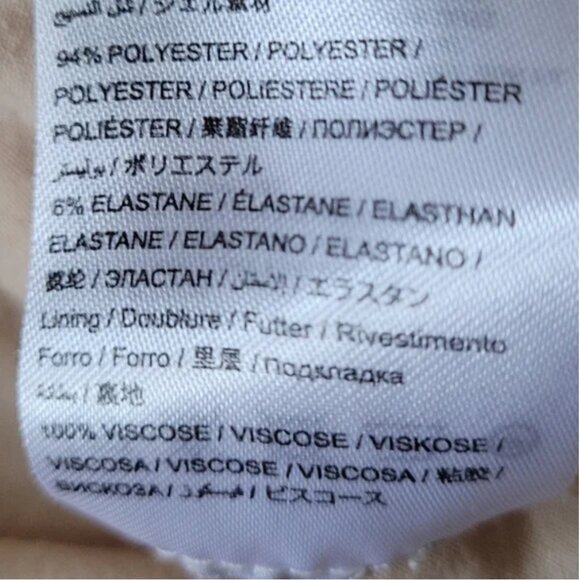 94% POLYESTER / POLYESTER /
POLYESTER / POLIESTERE / POLIÉSTER
POLIÉSTER / 聚酯纤维 / ПОЛИЭСТЕР /
بوليستر / ポリエステル
6% ELASTANE / ÉLASTANE / ELASTHAN
ELASTANE / ELASTANO / ELASTANO /
氨纶 / ЭЛАСТАН / الاستان / エラスタン
Lining / Doublure / Futter / Rivestimento
Forro / Forro / 里层 / Подкладка
بطانة / 裏地
100% VISCOSE / VISCOSE / VISKOSE /
VISCOSA / VISCOSE / VISCOSA / 粘胶 /
ВИСКОЗА / فسكوز / ビスコース